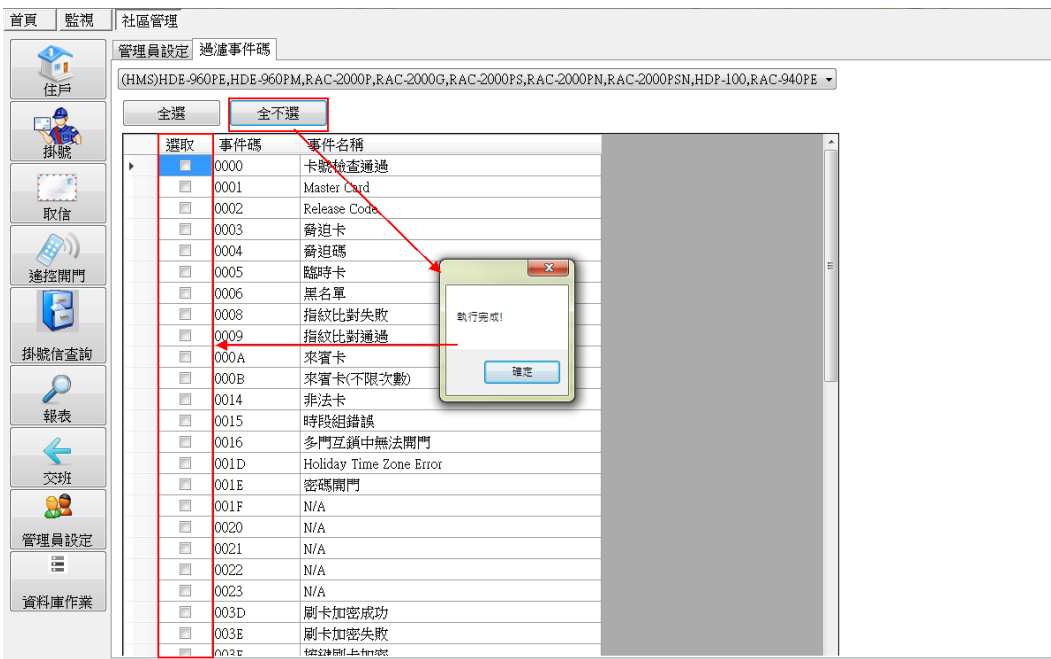 首頁 監視 社區管理
管理員設定 過濾事件碼
(HMS)HDE-960PE,HDE-960PM,RAC-2000P,RAC-2000G,RAC-2000PS,RAC-2000PN,RAC-2000PSN,HDP-100,RAC-940PE
全選 全不選
住戶
掛號
取信
遙控開門
掛號信查詢
報表
交班
管理員設定
資料庫作業
選取 事件碼 事件名稱
0000 卡號檢查通過
0001 Master Card
0002 Release Code
0003 脅迫卡
0004 脅迫碼
0005 臨時卡
0006 黑名單
0008 指紋比對失敗
0009 指紋比對通過
000A 來賓卡
000B 來賓卡(不限次數)
0014 非法卡
0015 時段組錯誤
0016 多門互鎖中無法開門
001D Holiday Time Zone Error
001E 密碼開門
001F N/A
0020 N/A
0021 N/A
0022 N/A
0023 N/A
003D 刷卡加密成功
003E 刷卡加密失敗
003F 按鍵刷卡加密
執行完成!
確定